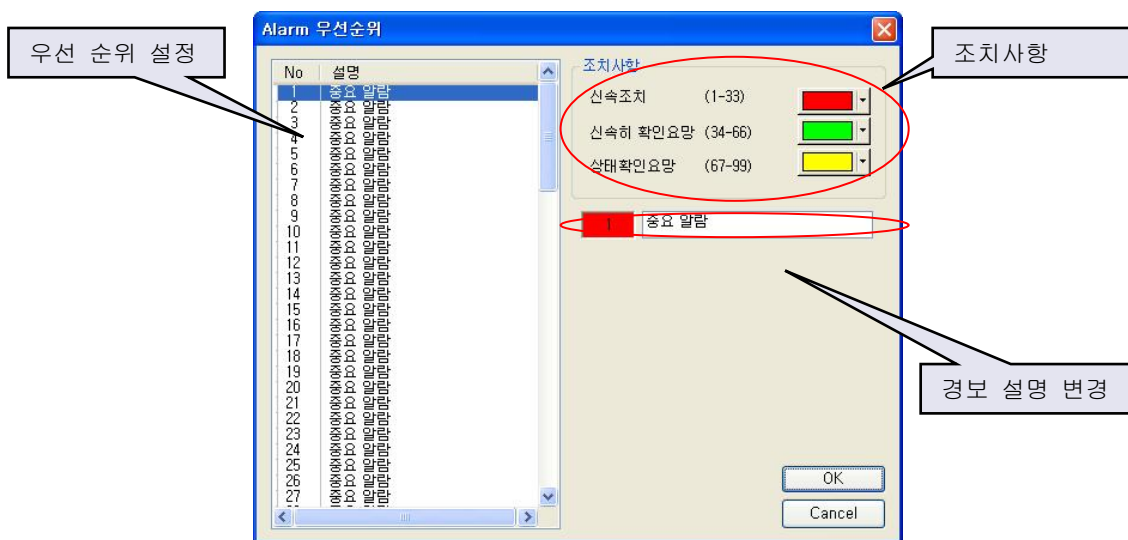 Alarm 우선순위
우선 순위 설정
조치사항
No 설명
1 중요 알람
2 중요 알람
3 중요 알람
4 중요 알람
5 중요 알람
6 중요 알람
7 중요 알람
8 중요 알람
9 중요 알람
10 중요 알람
11 중요 알람
12 중요 알람
13 중요 알람
14 중요 알람
15 중요 알람
16 중요 알람
17 중요 알람
18 중요 알람
19 중요 알람
20 중요 알람
21 중요 알람
22 중요 알람
23 중요 알람
24 중요 알람
25 중요 알람
26 중요 알람
27 중요 알람
조치사항
신속조치 (1-33)
신속히 확인요망 (34-66)
상태확인요망 (67-99)
1 중요 알람
경보 설명 변경
OK
Cancel